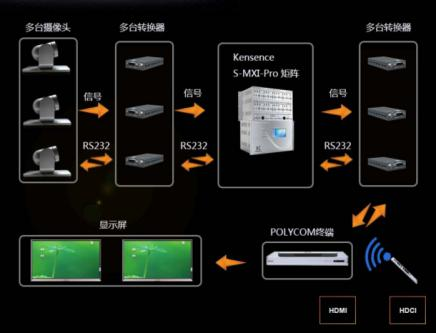 多台摄像头
多台转换器
多台转换器
Kensence
S-MXI-Pro 矩阵
信号
信号
信号
RS232
RS232
RS232
显示屏
POLYCOM终端
HDMI
HDCI